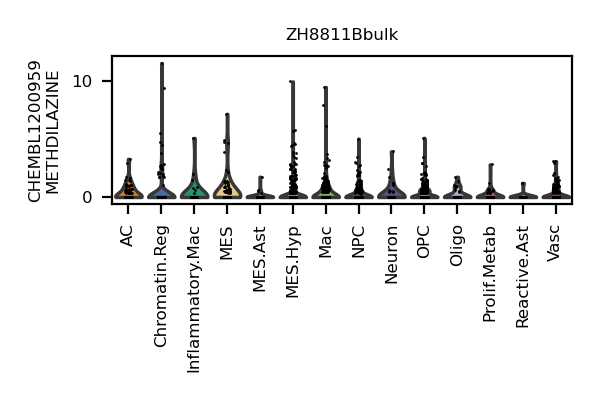 ZH8811Bbulk
CHEMBL1200959
METHDILAZINE
10
0
AC
Chromatin.Reg
Inflammatory.Mac
MES
MES.Ast
MES.Hyp
Mac
NPC
Neuron
OPC
Oligo
Prolif.Metab
Reactive.Ast
Vasc